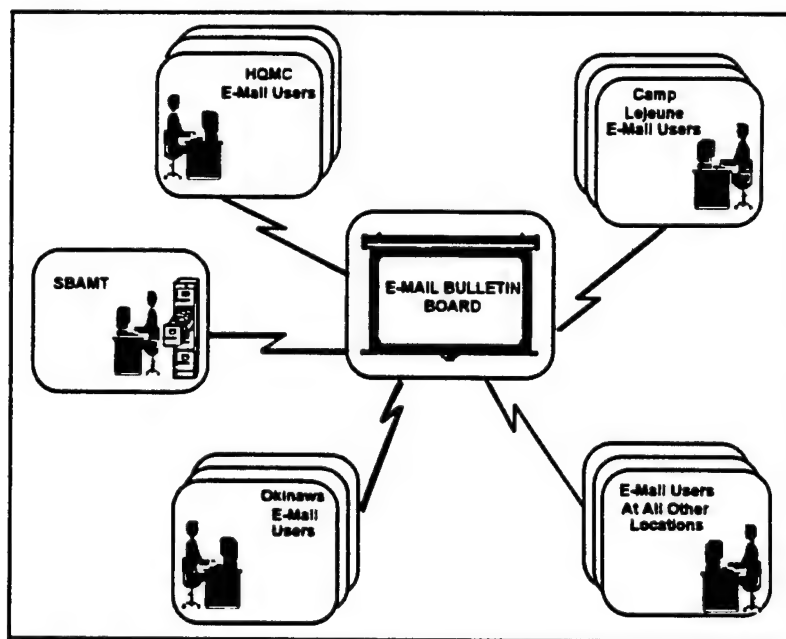 HQMC
E-Mail Users
Camp
Lejeune
E-Mail Users
SBAMT
E-MAIL BULLETIN
BOARD
Okinaws
E-Mail
Users
E-Mail Users
At All Other
Locations